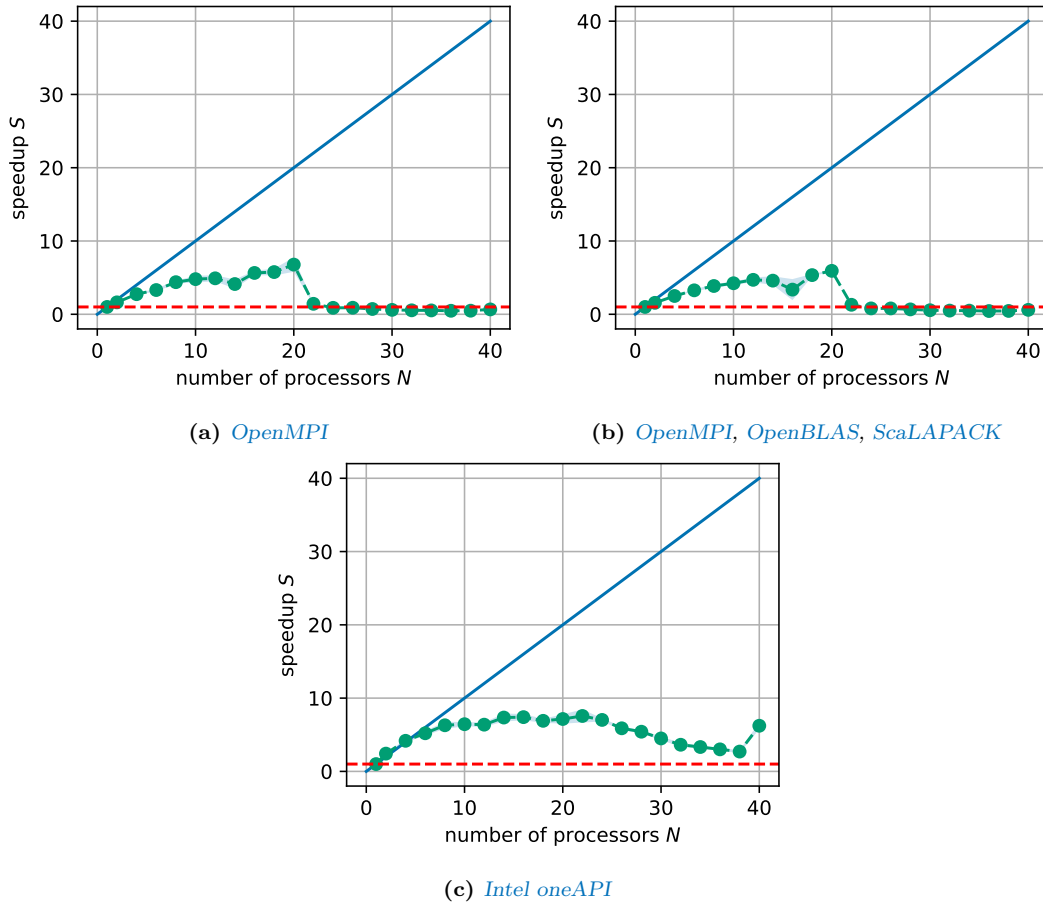 40
30
20
10
0
speedup S
0 10 20 30 40
number of processors N
(a) OpenMPI
40
30
20
10
0
speedup S
0 10 20 30 40
number of processors N
(b) OpenMPI, OpenBLAS, ScaLAPACK
40
30
20
10
0
speedup S
0 10 20 30 40
number of processors N
(c) Intel oneAPI